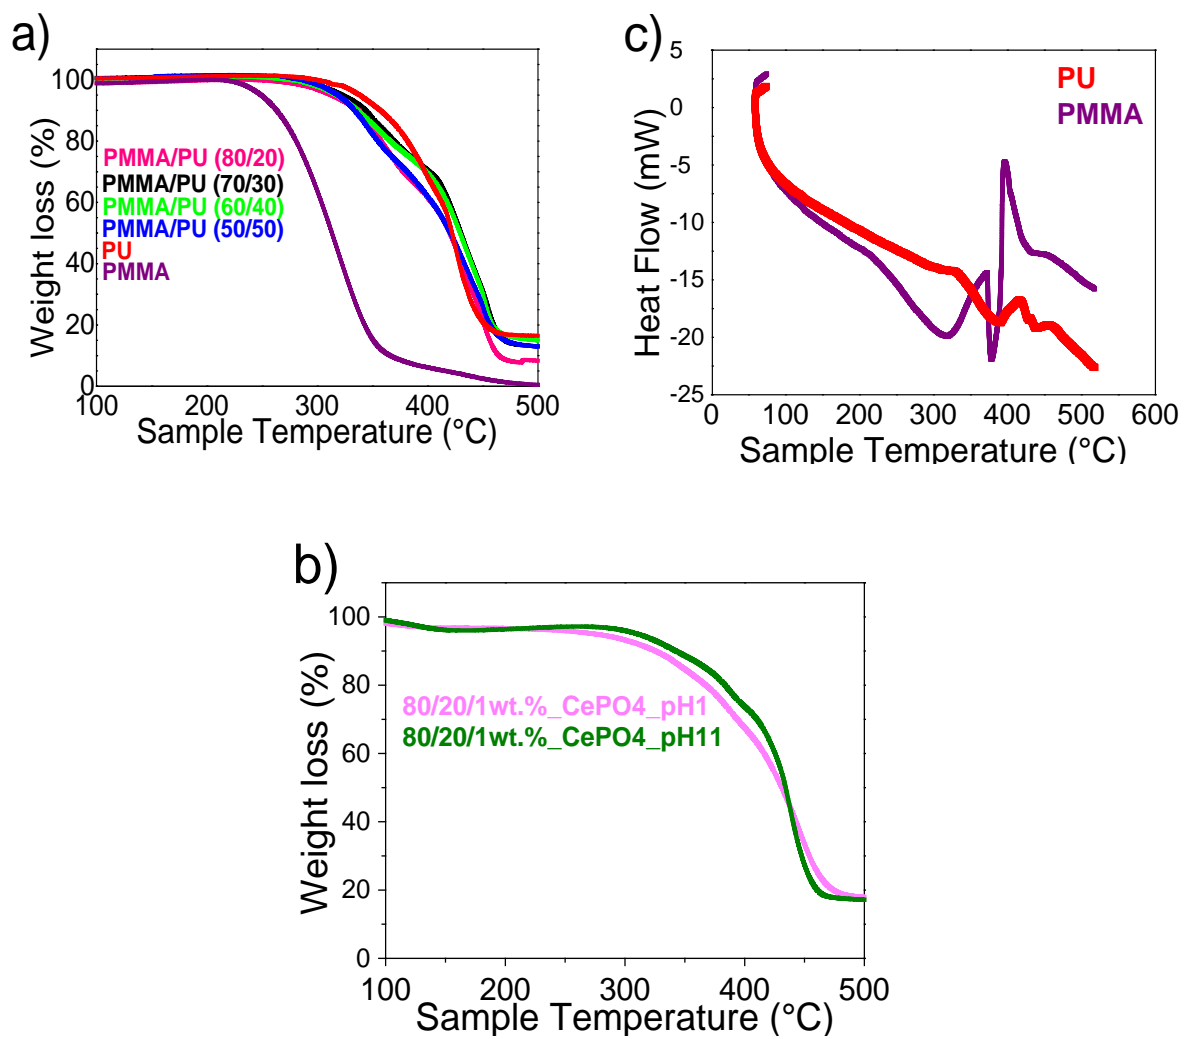 a)
Weight loss (%)
100
80
60
40
20
0
PMMA/PU (80/20)
PMMA/PU (70/30)
PMMA/PU (60/40)
PMMA/PU (50/50)
PU
PMMA
100 200 300 400 500
Sample Temperature (°C)
c)
Heat Flow (mW)
5
0
-5
-10
-15
-20
-25
PU
PMMA
0 100 200 300 400 500 600
Sample Temperature (°C)
b)
Weight loss (%)
100
80
60
40
20
0
80/20/1wt.%_CePO4_pH1
80/20/1wt.%_CePO4_pH11
100 200 300 400 500
Sample Temperature (°C)